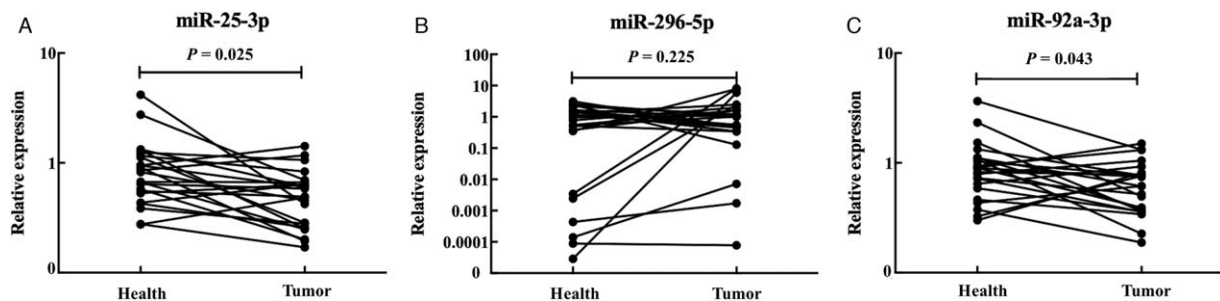 A
miR-25-3p
P = 0.025
Relative expression
10
1
0
Health
Tumor
B
miR-296-5p
P = 0.225
Relative expression
100
10
1
0.1
0.01
0.001
0.0001
0
Health
Tumor
C
miR-92a-3p
P = 0.043
Relative expression
10
1
0
Health
Tumor